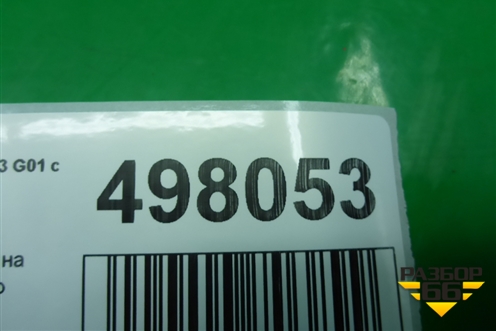 3 G01 с
498053
на
о
РАЗБОР
66